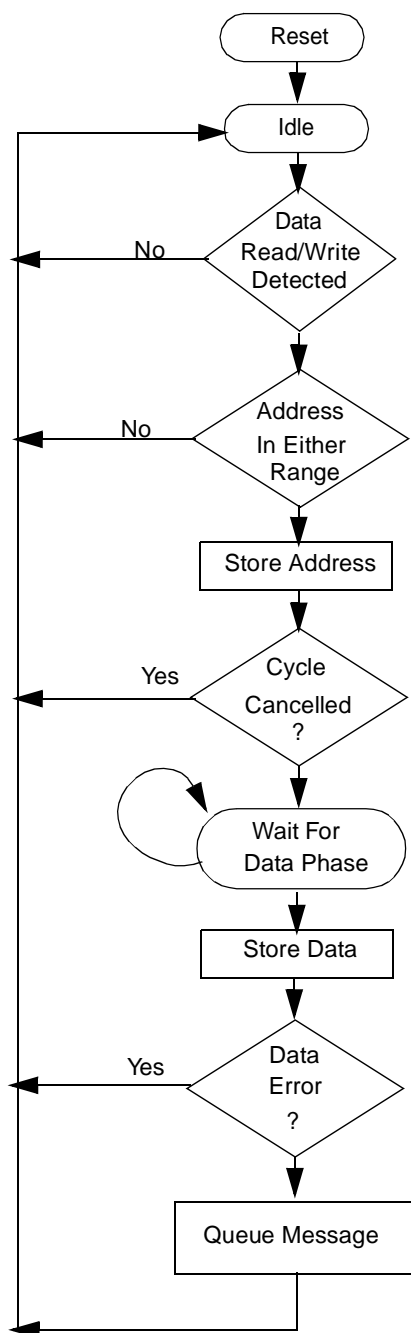 Reset
Idle
Data
Read/Write
Detected
No
Address
In Either
Range
No
Store Address
Cycle
Cancelled
?
Yes
Wait For
Data Phase
Store Data
Data
Error
?
Yes
Queue Message